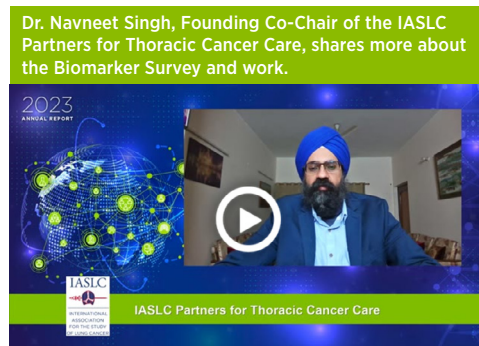 Dr. Navneet Singh, Founding Co-Chair of the IASLC
Partners for Thoracic Cancer Care, shares more about
the Biomarker Survey and work.
2023
ANNUAL REPORT
IASLC
INTERNATIONAL
ASSOCIATION
FOR THE STUDY
OF LUNG CANCER
IASLC Partners for Thoracic Cancer Care